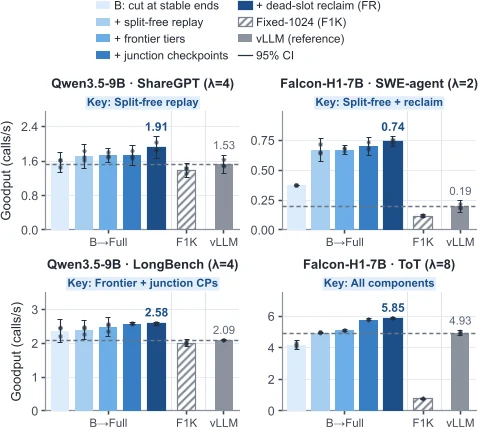 B: cut at stable ends
+ split-free replay
+ frontier tiers
+ junction checkpoints
+ dead-slot reclaim (FR)
Fixed-1024 (F1K)
vLLM (reference)
95% CI
Qwen3.5-9B · ShareGPT (λ=4)
Key: Split-free replay
Goodput (calls/s)
2.4
1.6
0.8
0.0
1.91
1.53
B→Full
F1K
vLLM
Falcon-H1-7B · SWE-agent (λ=2)
Key: Split-free + reclaim
0.75
0.50
0.25
0.00
0.74
0.19
B→Full
F1K
vLLM
Qwen3.5-9B · LongBench (λ=4)
Key: Frontier + junction CPs
Goodput (calls/s)
3
2
1
0
2.58
2.09
B→Full
F1K
vLLM
Falcon-H1-7B · ToT (λ=8)
Key: All components
6
4
2
0
5.85
4.93
B→Full
F1K
vLLM